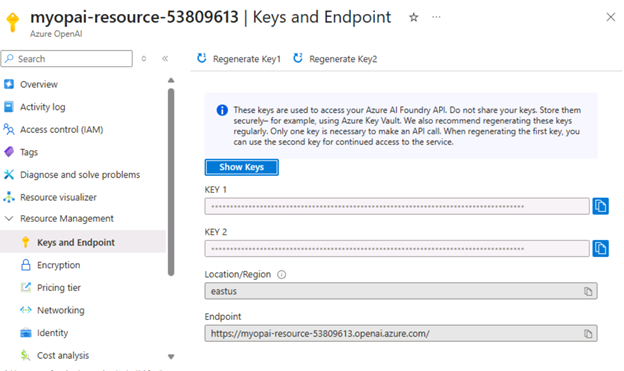 myopai-resource-53809613 | Keys and Endpoint
Azure OpenAI
Search
Regenerate Key1
Regenerate Key2
Overview
Activity log
Access control (IAM)
Tags
Diagnose and solve problems
Resource visualizer
Resource Management
Keys and Endpoint
Encryption
Pricing tier
Networking
Identity
Cost analysis
These keys are used to access your Azure AI Foundry API. Do not share your keys. Store them
securely– for example, using Azure Key Vault. We also recommend regenerating these keys
regularly. Only one key is necessary to make an API call. When regenerating the first key, you
can use the second key for continued access to the service.
Show Keys
KEY 1
KEY 2
Location/Region
eastus
Endpoint
https://myopai-resource-53809613.openai.azure.com/